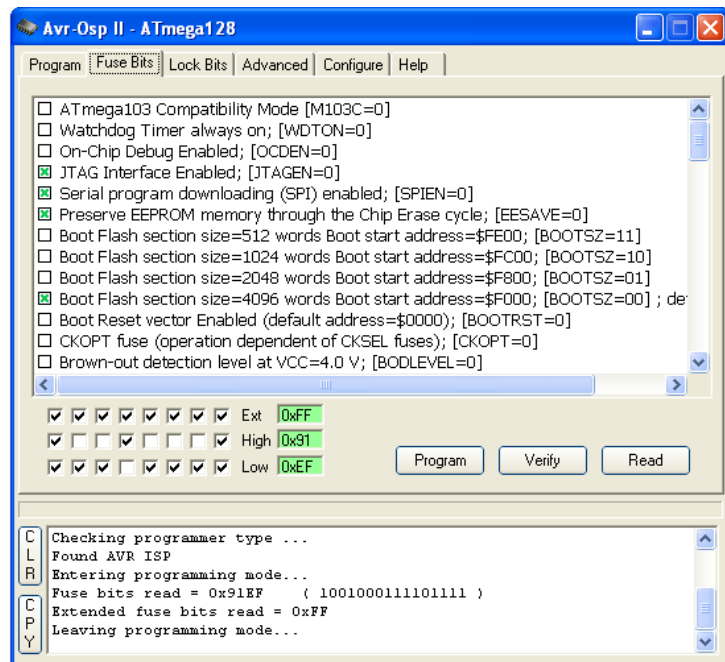 Avr-Osp II - ATmega128
Program Fuse Bits Lock Bits Advanced Configure Help
ATmega103 Compatibility Mode [M103C=0]
Watchdog Timer always on; [WDTON=0]
On-Chip Debug Enabled; [OCDEN=0]
JTAG Interface Enabled; [JTAGEN=0]
Serial program downloading (SPI) enabled; [SPIEN=0]
Preserve EEPROM memory through the Chip Erase cycle; [EESAVE=0]
Boot Flash section size=512 words Boot start address=$FE00; [BOOTSZ=11]
Boot Flash section size=1024 words Boot start address=$FC00; [BOOTSZ=10]
Boot Flash section size=2048 words Boot start address=$F800; [BOOTSZ=01]
Boot Flash section size=4096 words Boot start address=$F000; [BOOTSZ=00] ; de
Boot Reset vector Enabled (default address=$0000); [BOOTRST=0]
CKOPT fuse (operation dependent of CKSEL fuses); [CKOPT=0]
Brown-out detection level at VCC=4.0 V; [BODLEVEL=0]
Ext 0xFF
High 0x91
Low 0xEF
Program Verify Read
CLR
CPY
Checking programmer type ...
Found AVR ISP
Entering programming mode...
Fuse bits read = 0x91EF ( 1001000111101111 )
Extended fuse bits read = 0xFF
Leaving programming mode...